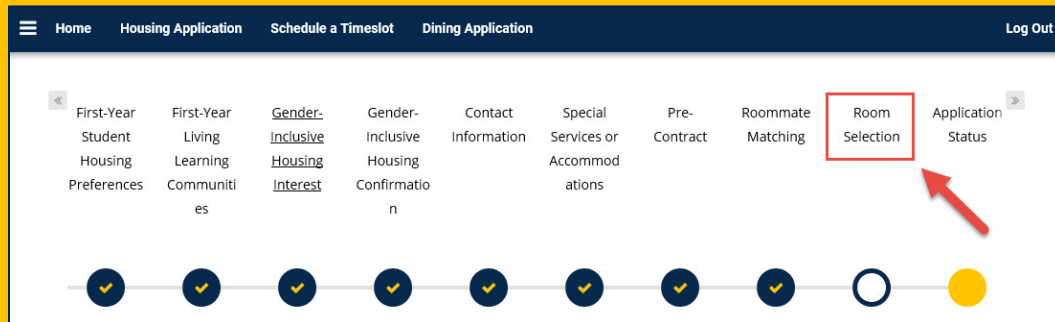 Home Housing Application Schedule a Timeslot Dining Application Log Out
« First-Year
Student
Housing
Preferences
First-Year
Living
Learning
Communiti
es
Gender-
Inclusive
Housing
Interest
Gender-
Inclusive
Housing
Confirmatio
n
Contact
Information
Special
Services or
Accommod
ations
Pre-
Contract
Roommate
Matching
Room
Selection
Application
Status
»